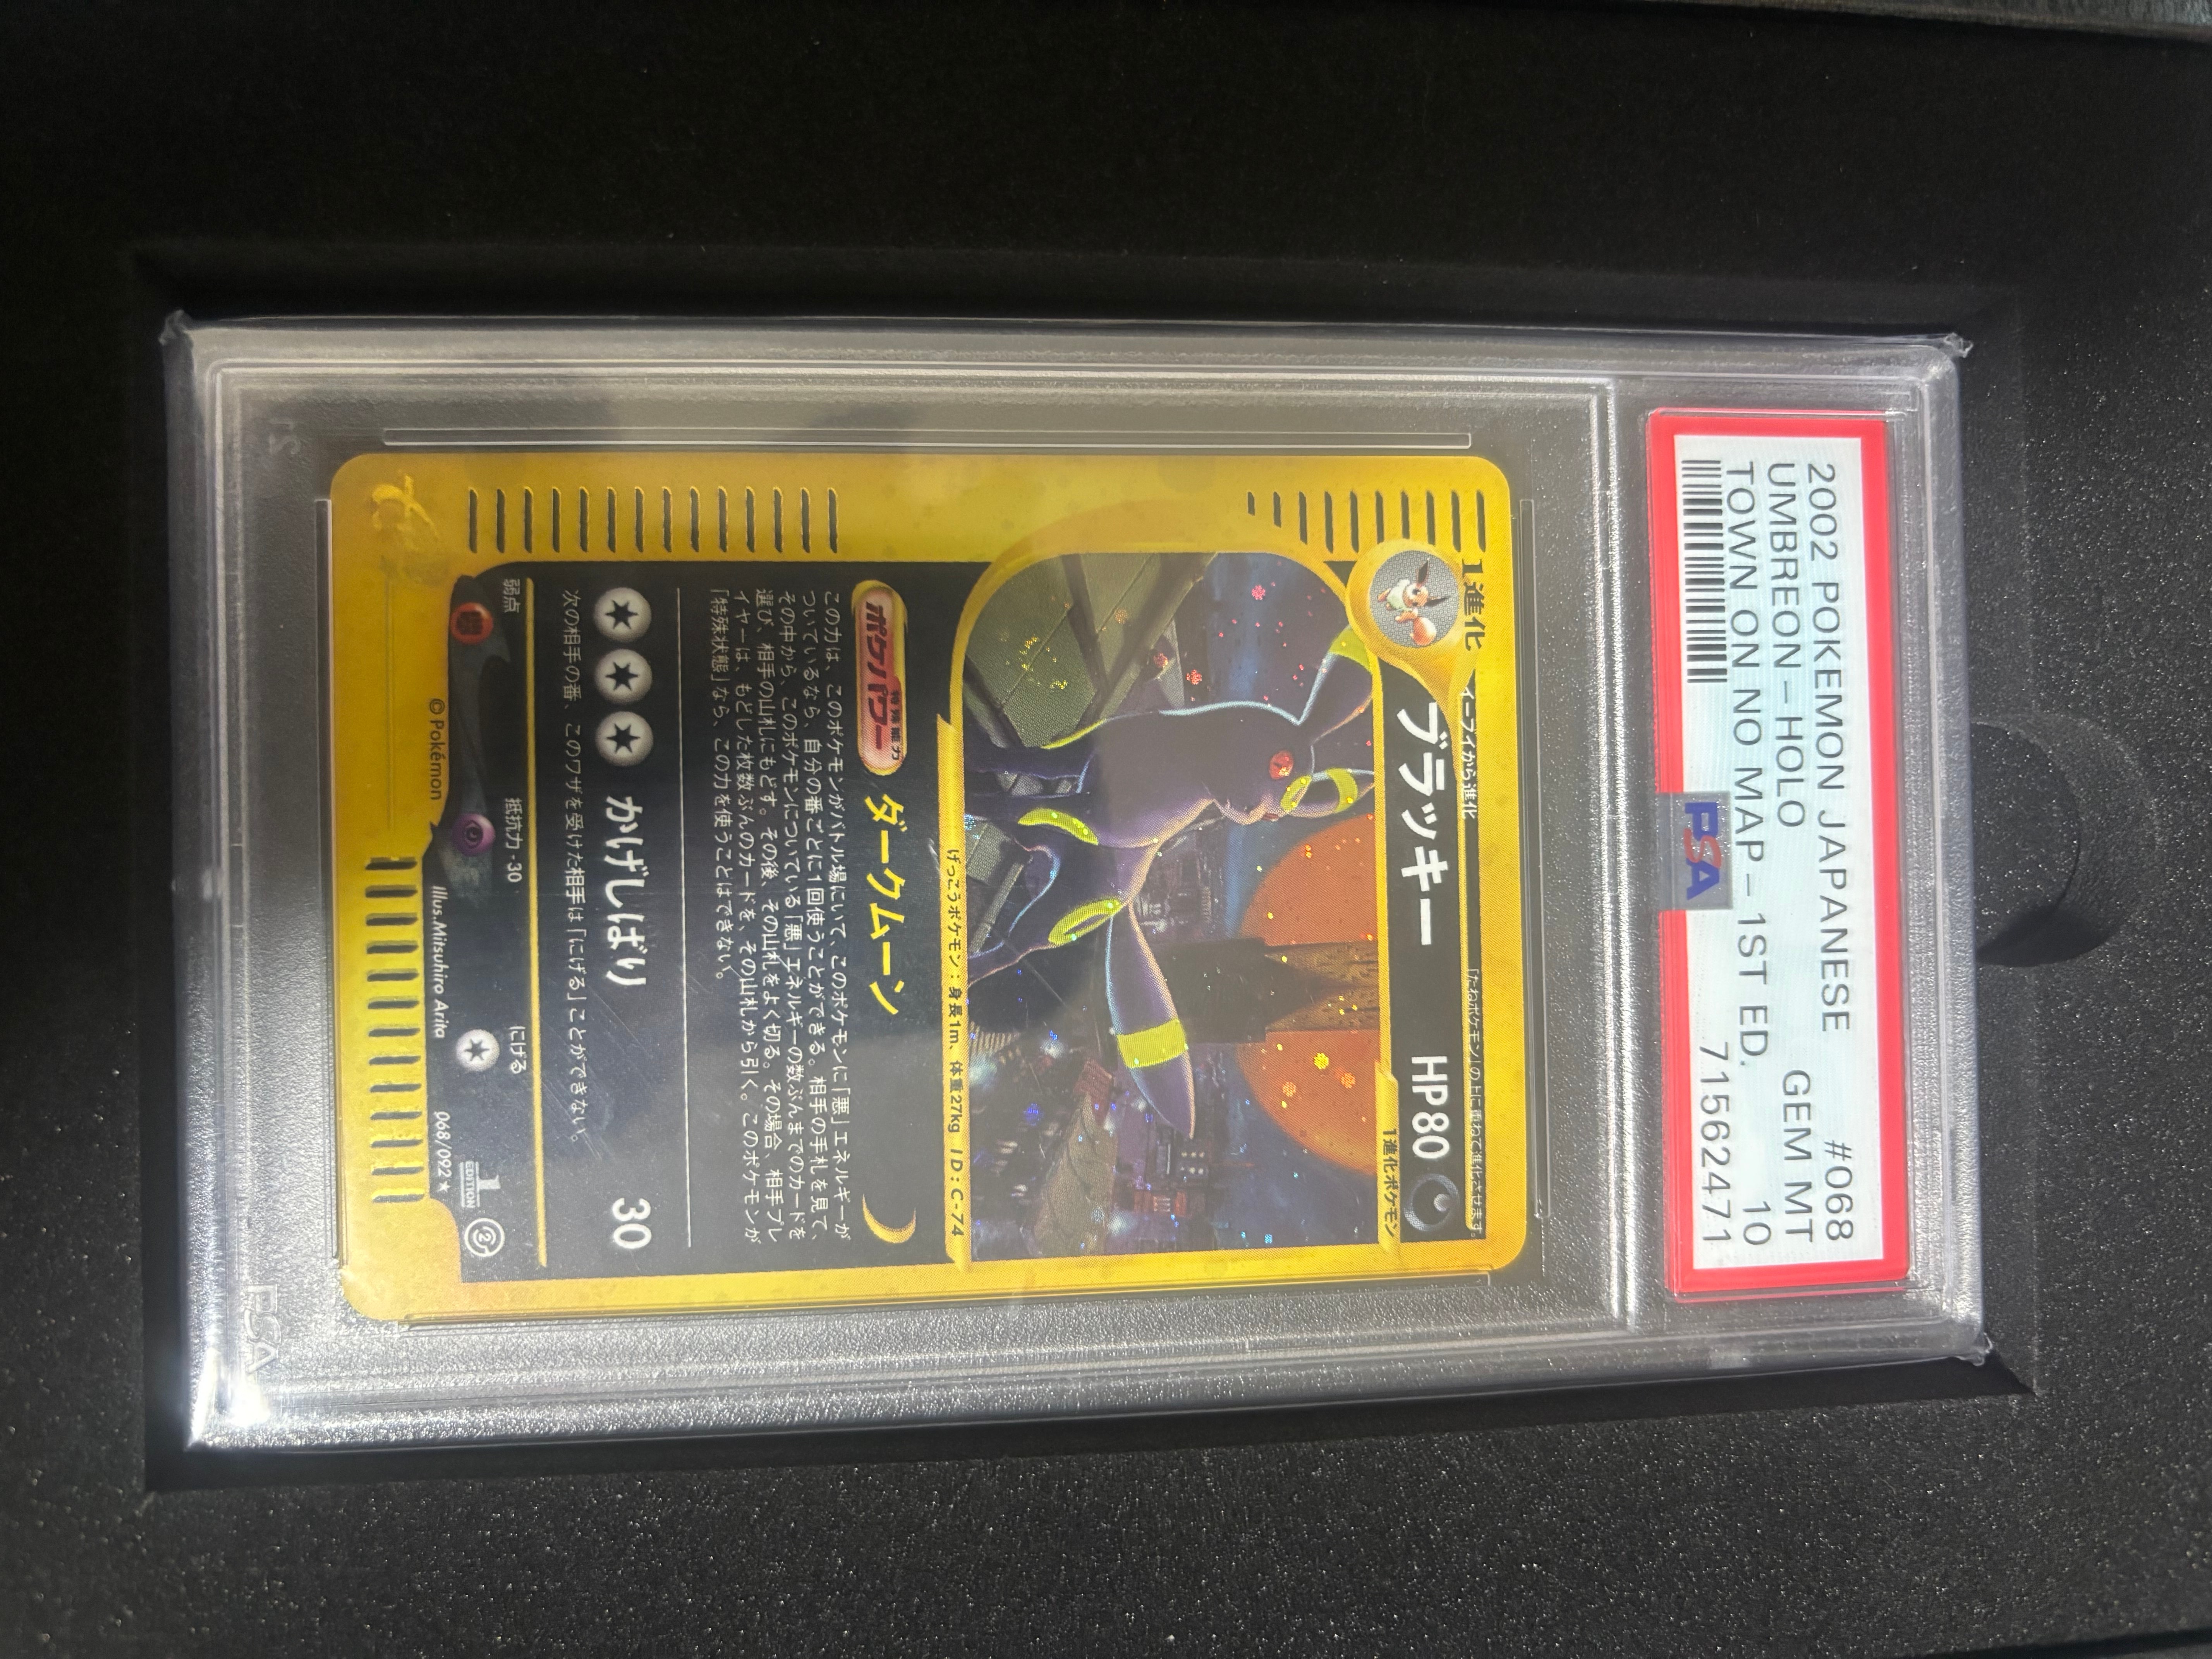 2002 POKEMON JAPANESE #068
UMBREON-HOLO GEM MT
TOWN ON NO MAP-1ST ED. 10
71562471
PSA
1進化 イーブイから進化 「たねポケモン」の上に重ねて進化させます。
ブラッキー HP80
1進化ポケモン
げっこうポケモン:身長1m、体重27kg ID:C-74
ポケパワー 特殊能力 ダークムーン
この力は、このポケモンがバトル場にいて、このポケモンに「悪」エネルギーが
ついているなら、自分の番ごとに1回使うことができる。相手の手札を見て、
その中から、このポケモンについている「悪」エネルギーの数ぶんまでのカードを
選び、相手の山札にもどす。その後、その山札をよく切る。その場合、相手プレ
イヤーは、もどした枚数ぶんのカードを、その山札から引く。このポケモンが
「特殊状態」なら、この力を使うことはできない。
かげしばり 30
次の相手の番、このワザを受けた相手は「にげる」ことができない。
弱点 抵抗力 -30 にげる
1 EDITION
©Pokémon Illus.Mitsuhiro Arita 068/092★
PSA